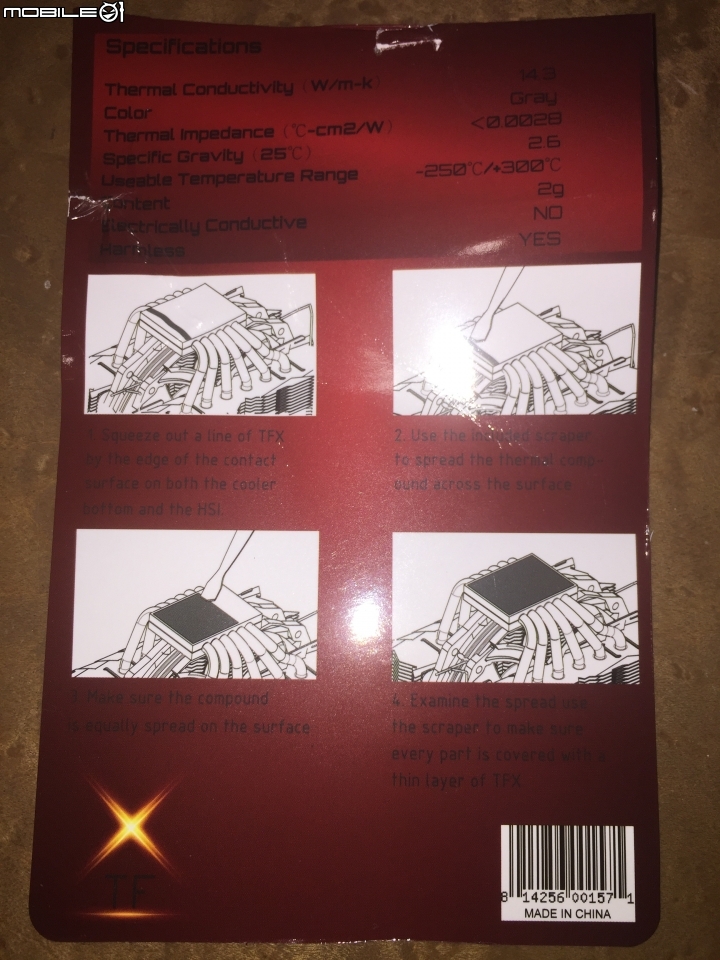 MOBILE01
Specifications
Thermal Conductivity (W/m-k) 14.3
Color Gray
Thermal Impedance (℃-cm2/W) <0.0028
Specific Gravity (25℃) 2.6
Useable Temperature Range -250℃/+300℃
Content 2g
Electrically Conductive NO
Harmless YES
1. Squeeze out a line of TFX
by the edge of the contact
surface on both the cooler
bottom and the HSI.
2. Use the included scraper
to spread the thermal comp-
ound across the surface
3. Make sure the compound
is equally spread on the surface
4. Examine the spread use
the scraper to make sure
every part is covered with a
thin layer of TFX
TF
8 14256 00157 1
MADE IN CHINA